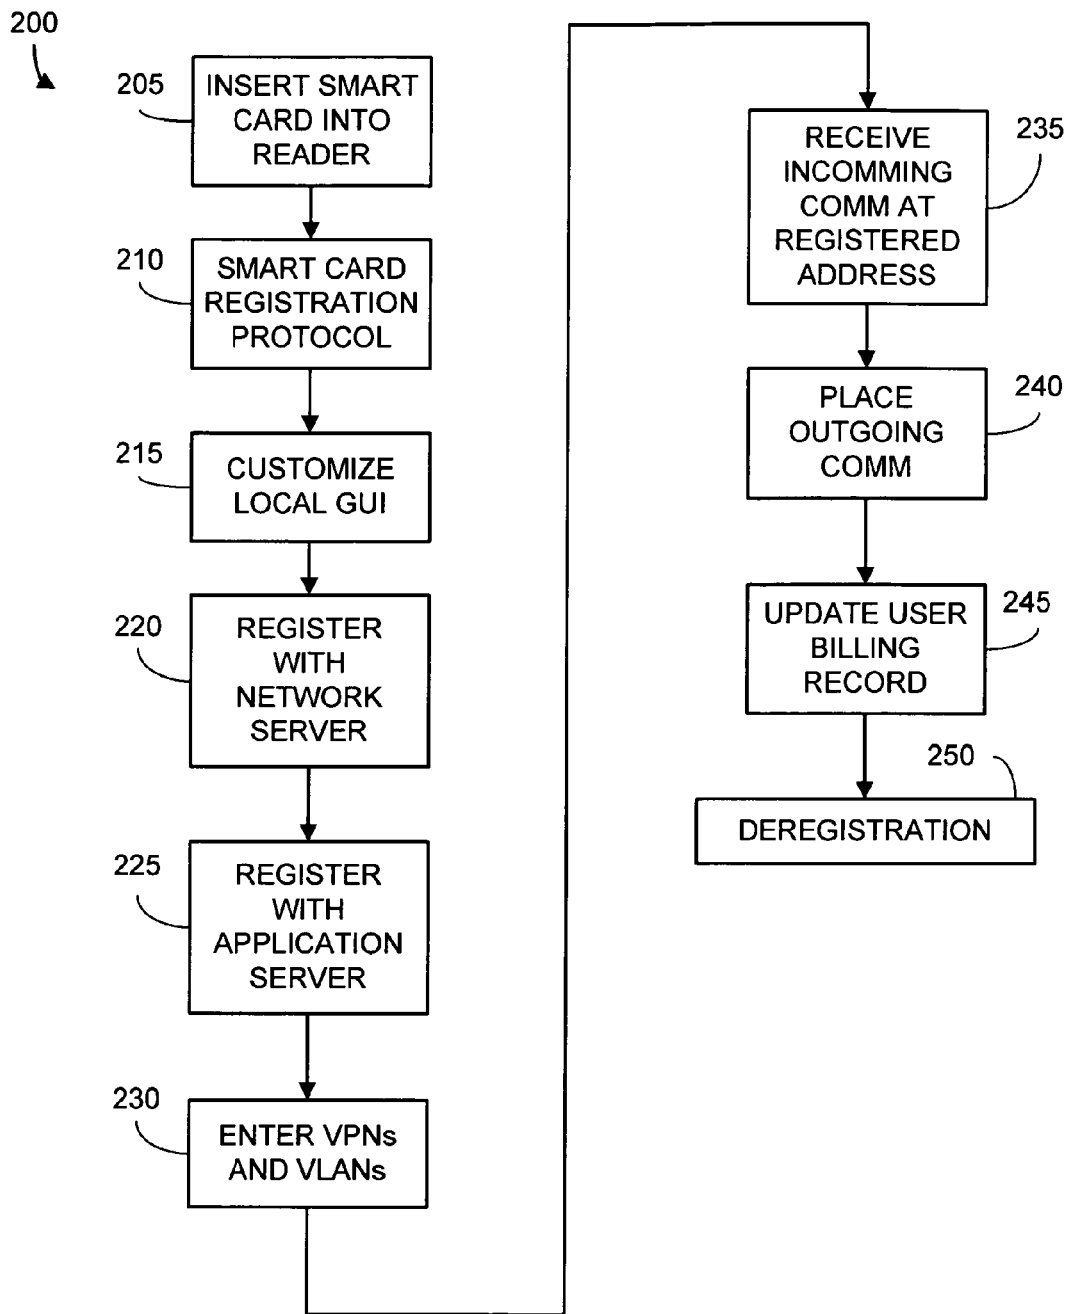 200
205
INSERT SMART
CARD INTO
READER
210
SMART CARD
REGISTRATION
PROTOCOL
215
CUSTOMIZE
LOCAL GUI
220
REGISTER
WITH
NETWORK
SERVER
225
REGISTER
WITH
APPLICATION
SERVER
230
ENTER VPNs
AND VLANs
235
RECEIVE
INCOMMING
COMM AT
REGISTERED
ADDRESS
240
PLACE
OUTGOING
COMM
245
UPDATE USER
BILLING
RECORD
250
DEREGISTRATION